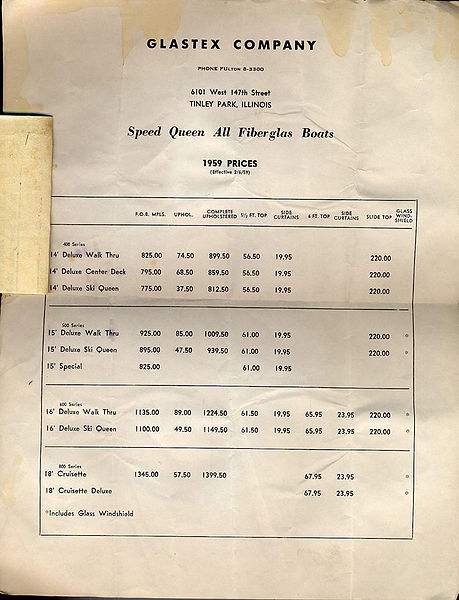 GLASTEX COMPANY
PHONE FULTON 8-3300
6101 West 147th Street
TINLEY PARK, ILLINOIS
Speed Queen All Fiberglas Boats
1959 PRICES
(Effective 2/6/59)
F.O.B. MPLS. UPHOL. COMPLETE UPHOLSTERED 5½ FT. TOP SIDE CURTAINS 6 FT. TOP SIDE CURTAINS SLIDE TOP GLASS WIND-SHIELD
400 Series
14' Deluxe Walk Thru 825.00 74.50 899.50 56.50 19.95 220.00
14' Deluxe Center Deck 795.00 68.50 859.50 56.50 19.95 220.00
14' Deluxe Ski Queen 775.00 37.50 812.50 56.50 19.95 220.00
500 Series
15' Deluxe Walk Thru 925.00 85.00 1009.50 61.00 19.95 220.00 *
15' Deluxe Ski Queen 895.00 47.50 939.50 61.00 19.95 220.00 *
15' Special 825.00 61.00 19.95
600 Series
16' Deluxe Walk Thru 1135.00 89.00 1224.50 61.50 19.95 65.95 23.95 220.00 *
16' Deluxe Ski Queen 1100.00 49.50 1149.50 61.50 19.95 65.95 23.95 220.00 *
800 Series
18' Cruisette 1345.00 57.50 1399.50 67.95 23.95 *
18' Cruisette Deluxe 67.95 23.95 *
*Includes Glass Windshield